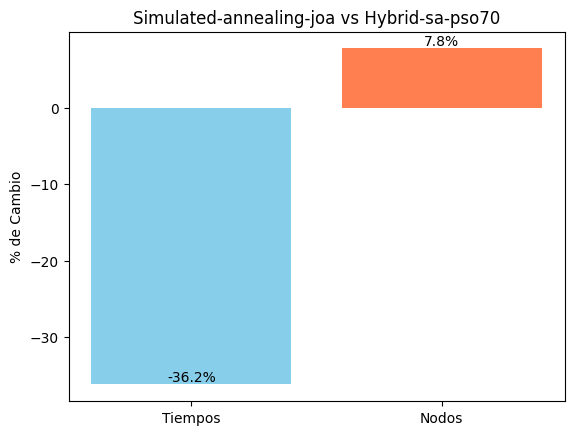 Simulated-annealing-joa vs Hybrid-sa-pso70
7.8%
0
−10
−20
−30
% de Cambio
-36.2%
Tiempos
Nodos